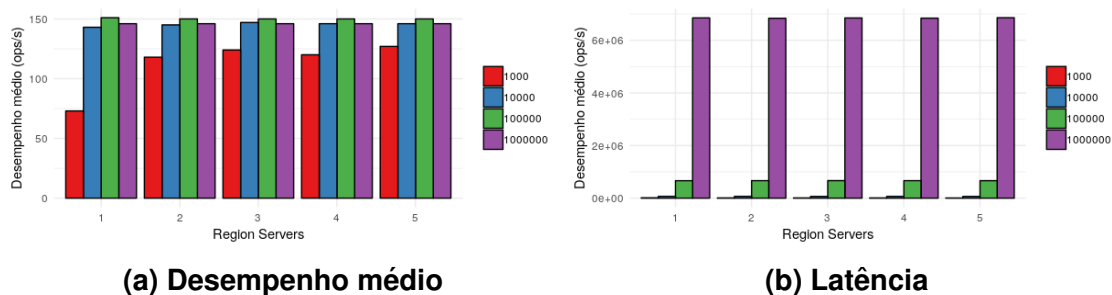 Desempenho médio (ops/s)
150
100
50
0
1
2
3
4
5
Region Servers
1000
10000
100000
1000000
(a) Desempenho médio
Desempenho médio (ops/s)
6e+06
4e+06
2e+06
0e+00
1
2
3
4
5
Region Servers
1000
10000
100000
1000000
(b) Latência